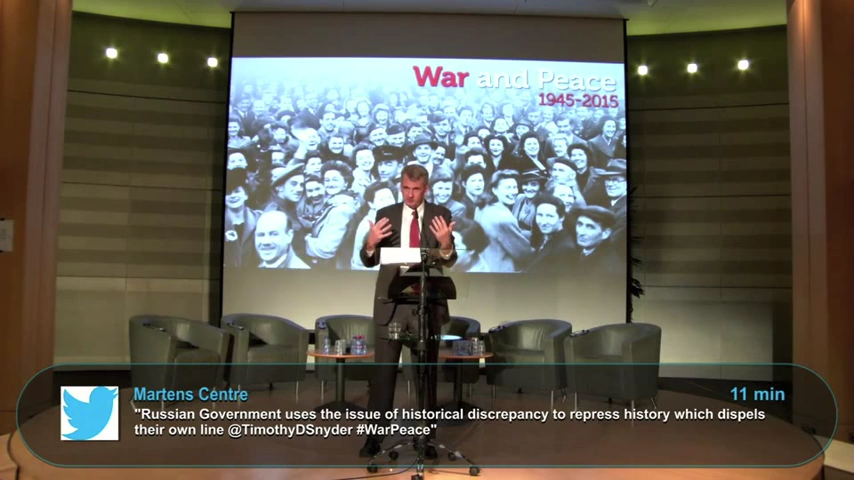 War and Peace
1945-2015
Martens Centre
11 min
"Russian Government uses the issue of historical discrepancy to repress history which dispels
their own line @TimothyDSnyder #WarPeace"